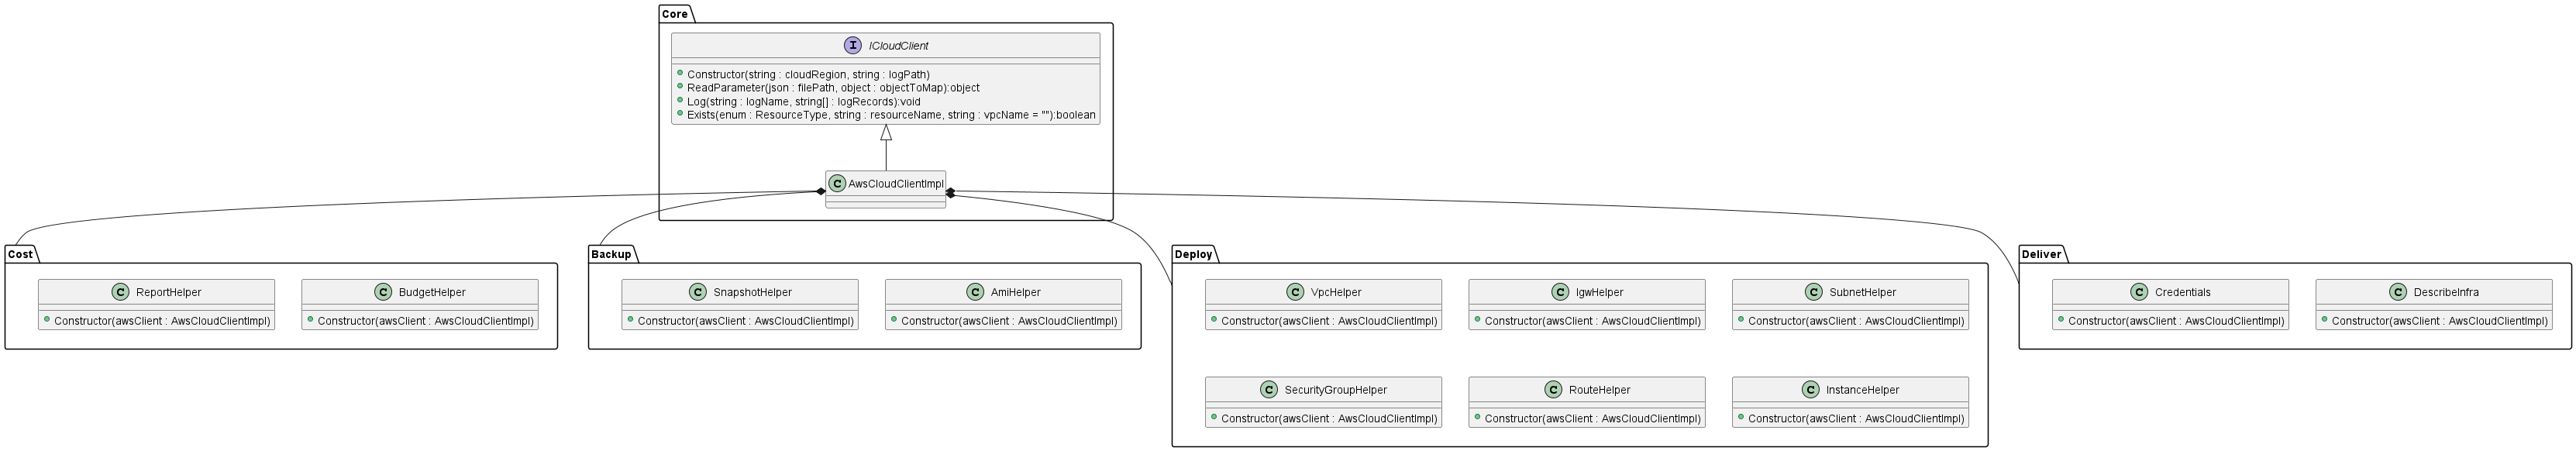 Core
I ICloudClient
Constructor(string : cloudRegion, string : logPath)
ReadParameter(json : filePath, object : objectToMap):object
Log(string : logName, string[] : logRecords):void
Exists(enum : ResourceType, string : resourceName, string : vpcName = ""):boolean
C AwsCloudClientImpl
Cost
C ReportHelper
Constructor(awsClient : AwsCloudClientImpl)
C BudgetHelper
Constructor(awsClient : AwsCloudClientImpl)
Backup
C SnapshotHelper
Constructor(awsClient : AwsCloudClientImpl)
C AmiHelper
Constructor(awsClient : AwsCloudClientImpl)
Deploy
C VpcHelper
Constructor(awsClient : AwsCloudClientImpl)
C IgwHelper
Constructor(awsClient : AwsCloudClientImpl)
C SubnetHelper
Constructor(awsClient : AwsCloudClientImpl)
C SecurityGroupHelper
Constructor(awsClient : AwsCloudClientImpl)
C RouteHelper
Constructor(awsClient : AwsCloudClientImpl)
C InstanceHelper
Constructor(awsClient : AwsCloudClientImpl)
Deliver
C Credentials
Constructor(awsClient : AwsCloudClientImpl)
C DescribeInfra
Constructor(awsClient : AwsCloudClientImpl)